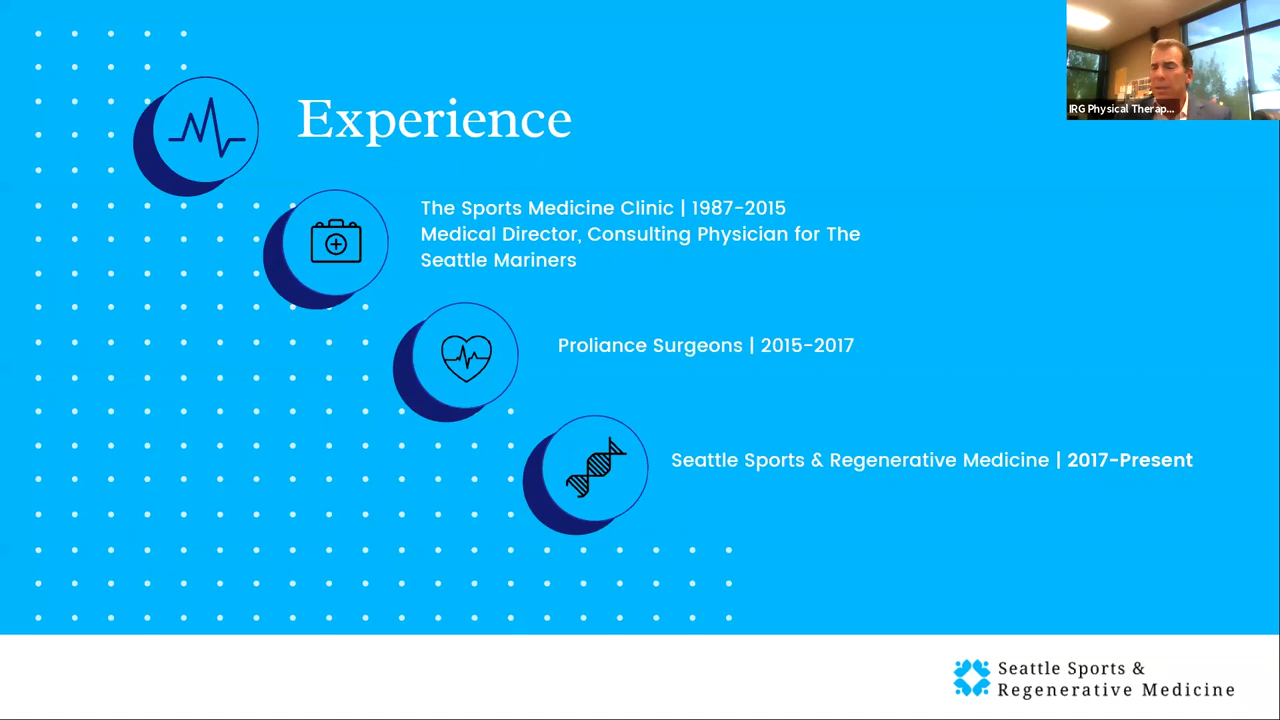 IRG Physical Therap...
Experience
The Sports Medicine Clinic | 1987-2015
Medical Director, Consulting Physician for The
Seattle Mariners
Proliance Surgeons | 2015-2017
Seattle Sports & Regenerative Medicine | 2017-Present
Seattle Sports &
Regenerative Medicine